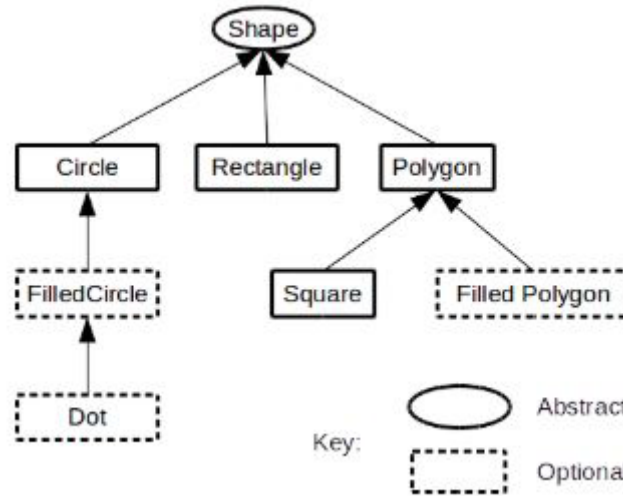 Shape
Circle
Rectangle
Polygon
FilledCircle
Square
Filled Polygon
Dot
Key:
Abstract
Optiona